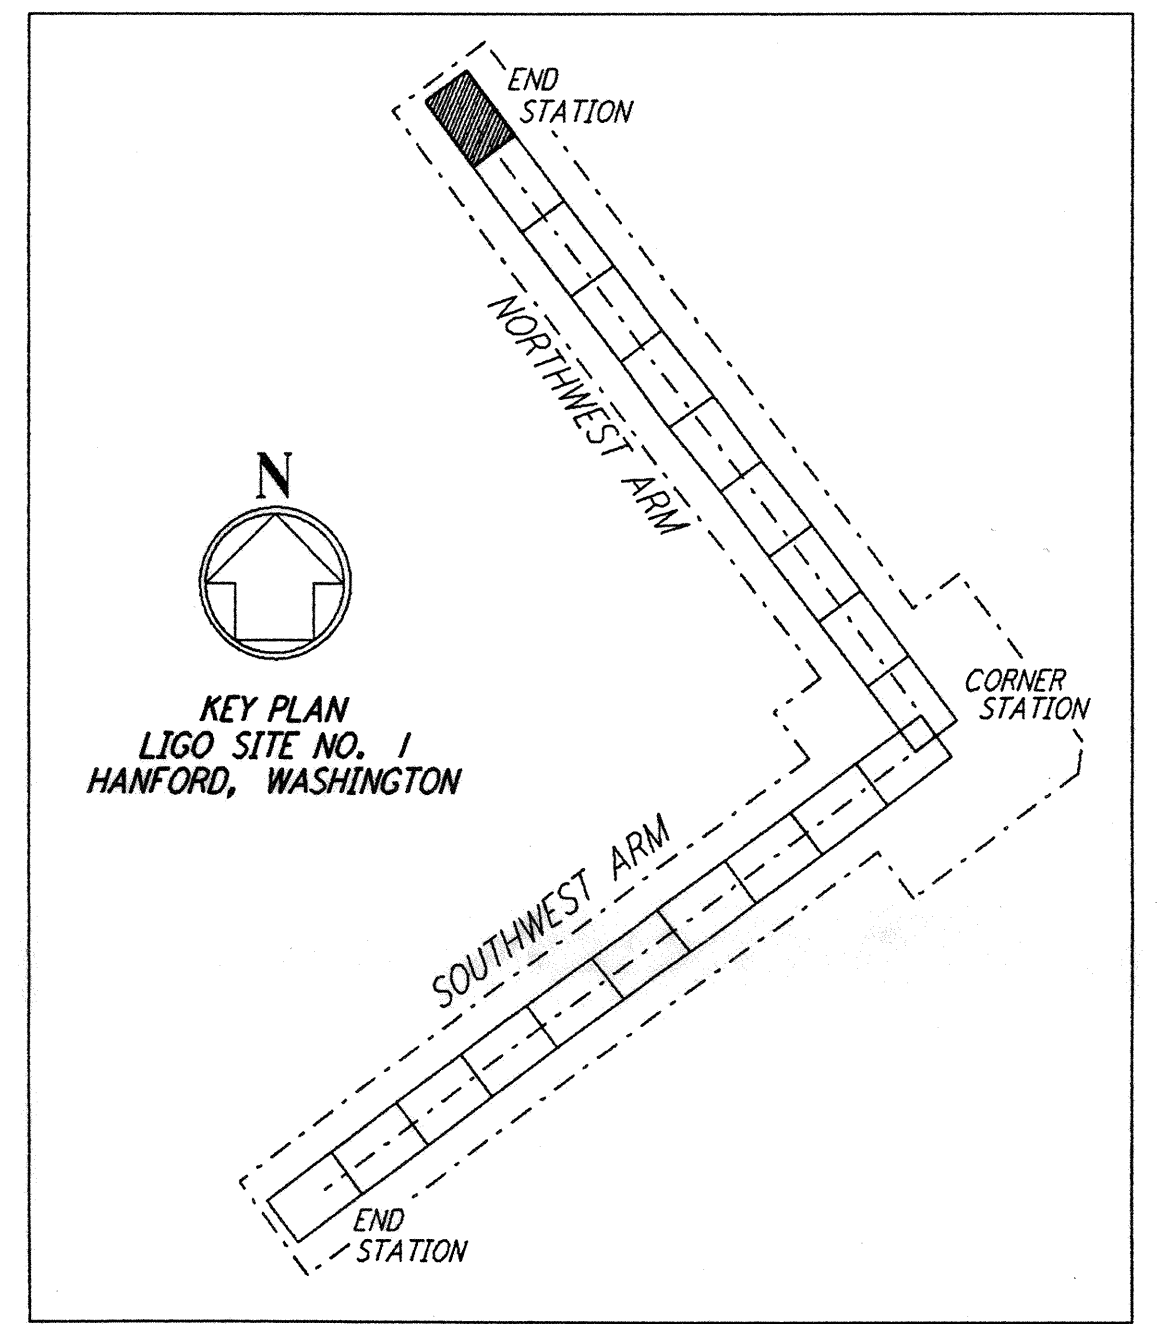 END
STATION
NORTHWEST ARM
N
CORNER
STATION
KEY PLAN
LIGO SITE NO. 1
HANFORD, WASHINGTON
SOUTHWEST ARM
END
STATION